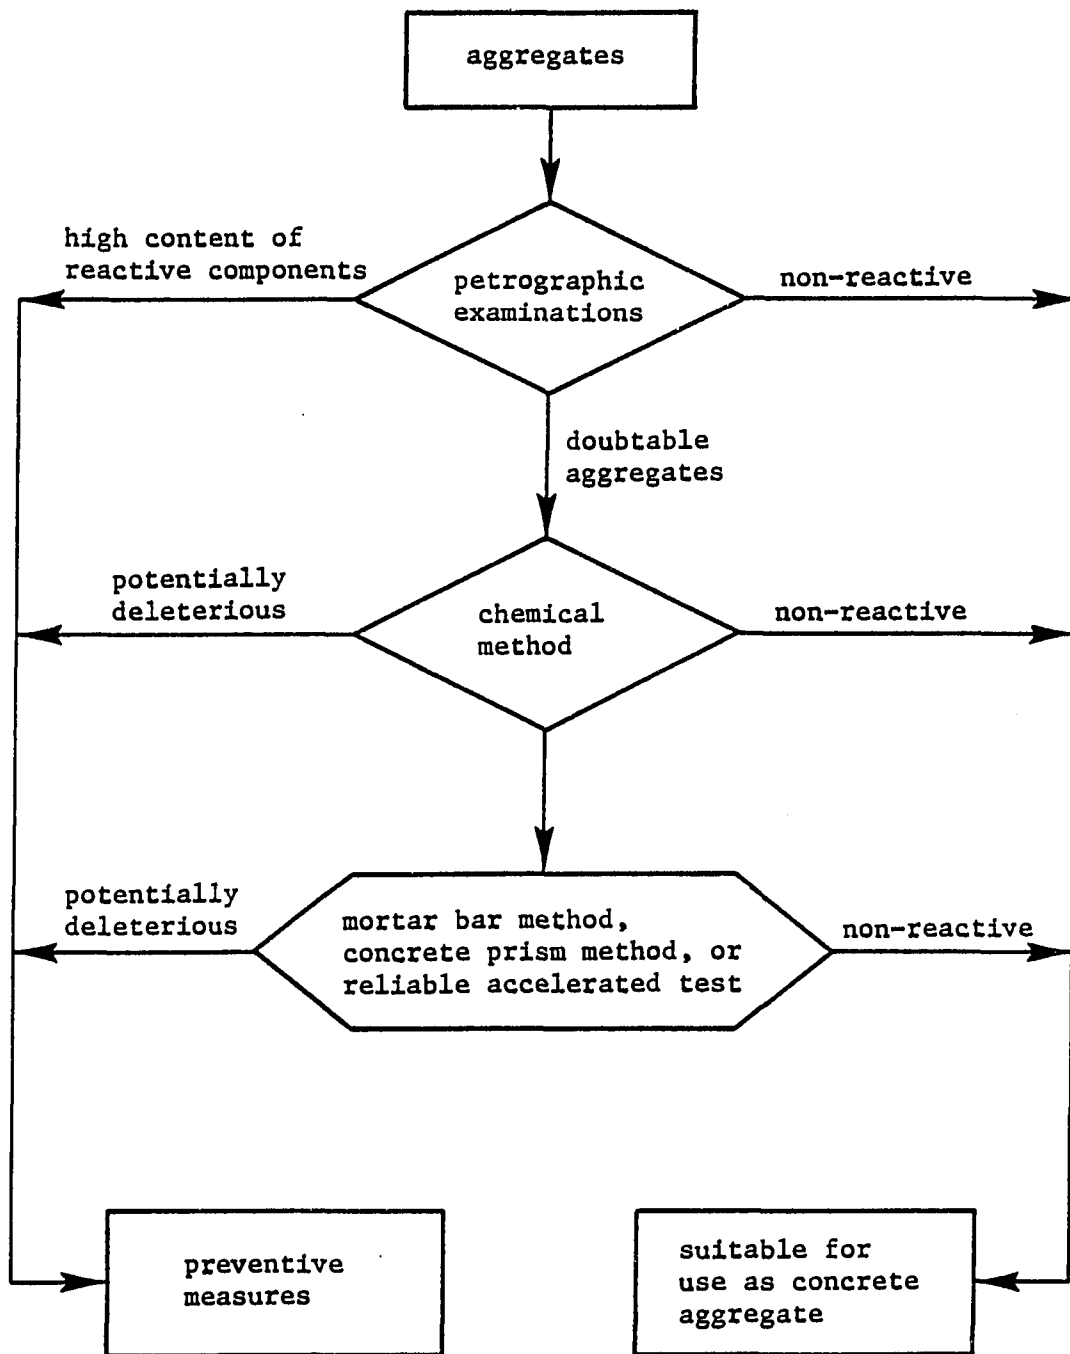 aggregates
high content of
reactive components
petrographic
examinations
non-reactive
doubtable
aggregates
potentially
deleterious
chemical
method
non-reactive
potentially
deleterious
mortar bar method,
concrete prism method, or
reliable accelerated test
non-reactive
preventive
measures
suitable for
use as concrete
aggregate